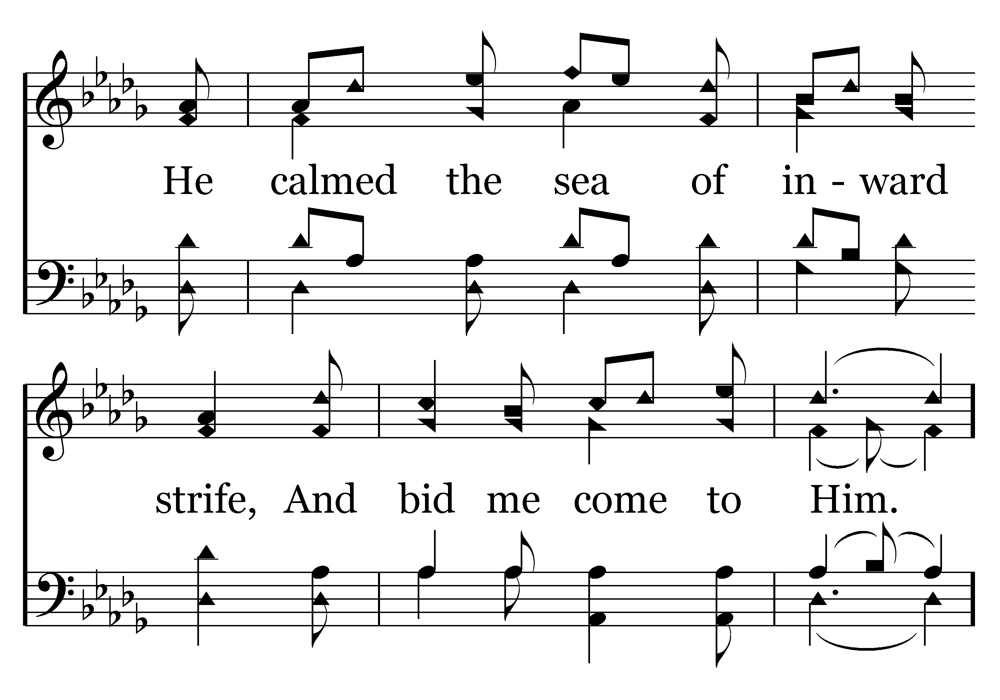 He calmed the sea of in - ward
strife, And bid me come to Him.